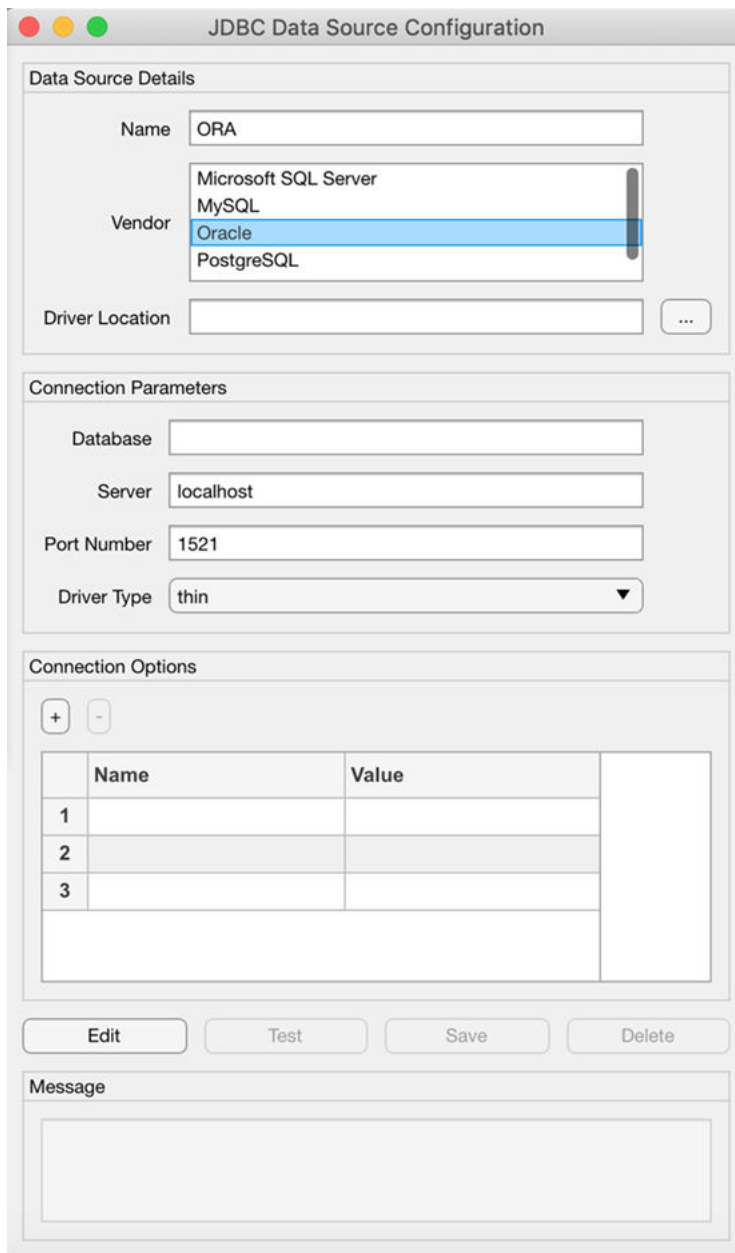 JDBC Data Source Configuration
Data Source Details
Name ORA
Vendor
Microsoft SQL Server
MySQL
Oracle
PostgreSQL
Driver Location ...
Connection Parameters
Database
Server localhost
Port Number 1521
Driver Type thin
Connection Options
+ -
Name Value
1
2
3
Edit Test Save Delete
Message